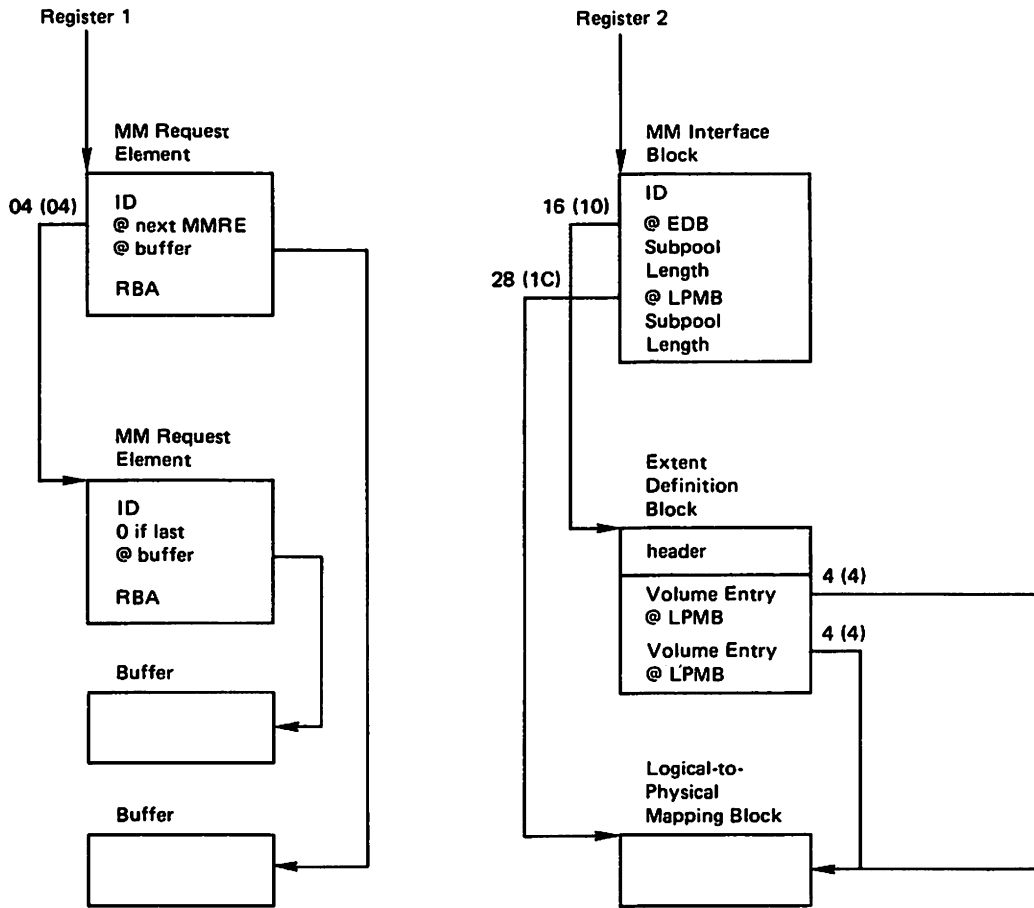 Register 1
MM Request
Element
04 (04)
ID
@ next MMRE
@ buffer
RBA
MM Request
Element
ID
0 if last
@ buffer
RBA
Buffer
Buffer
Register 2
MM Interface
Block
16 (10)
28 (1C)
ID
@ EDB
Subpool
Length
@ LPMB
Subpool
Length
Extent
Definition
Block
header
Volume Entry
@ LPMB
4 (4)
Volume Entry
@ LPMB
4 (4)
Logical-to-
Physical
Mapping Block